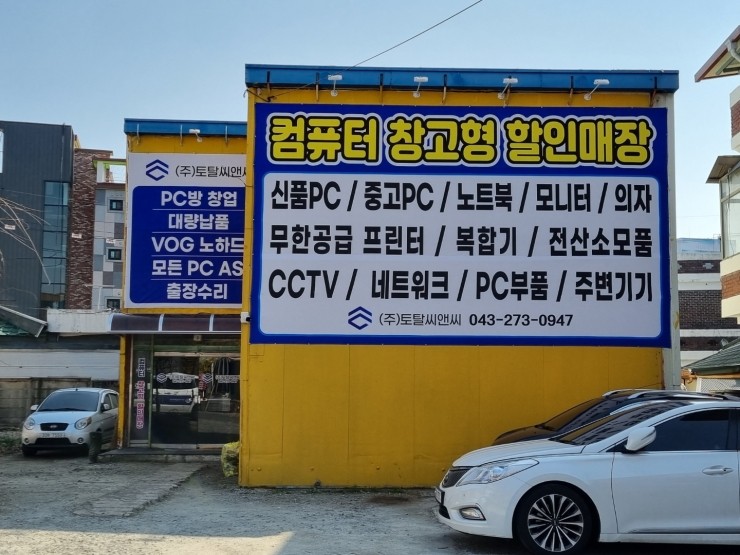 컴퓨터 창고형 할인매장
신품PC / 중고PC / 노트북 / 모니터 / 의자
무한공급 프린터 / 복합기 / 전산소모품
CCTV / 네트워크 / PC부품 / 주변기기
(주)토탈씨앤씨 043-273-0947
(주)토탈씨앤씨
PC방 창업
대량납품
VOG 노하드
모든 PC AS
출장수리